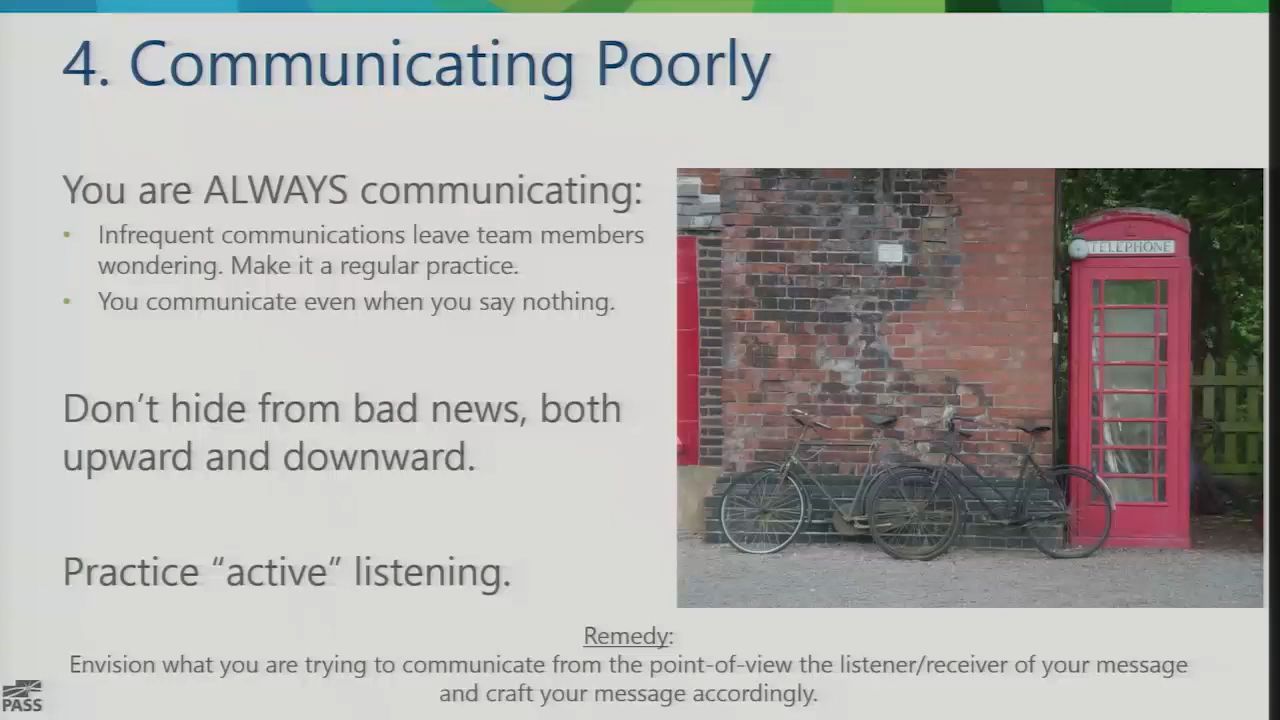 4. Communicating Poorly
You are ALWAYS communicating:
Infrequent communications leave team members
wondering. Make it a regular practice.
You communicate even when you say nothing.
Don't hide from bad news, both
upward and downward.
Practice “active” listening.
TELEPHONE
Remedy:
Envision what you are trying to communicate from the point-of-view the listener/receiver of your message
and craft your message accordingly.
PASS